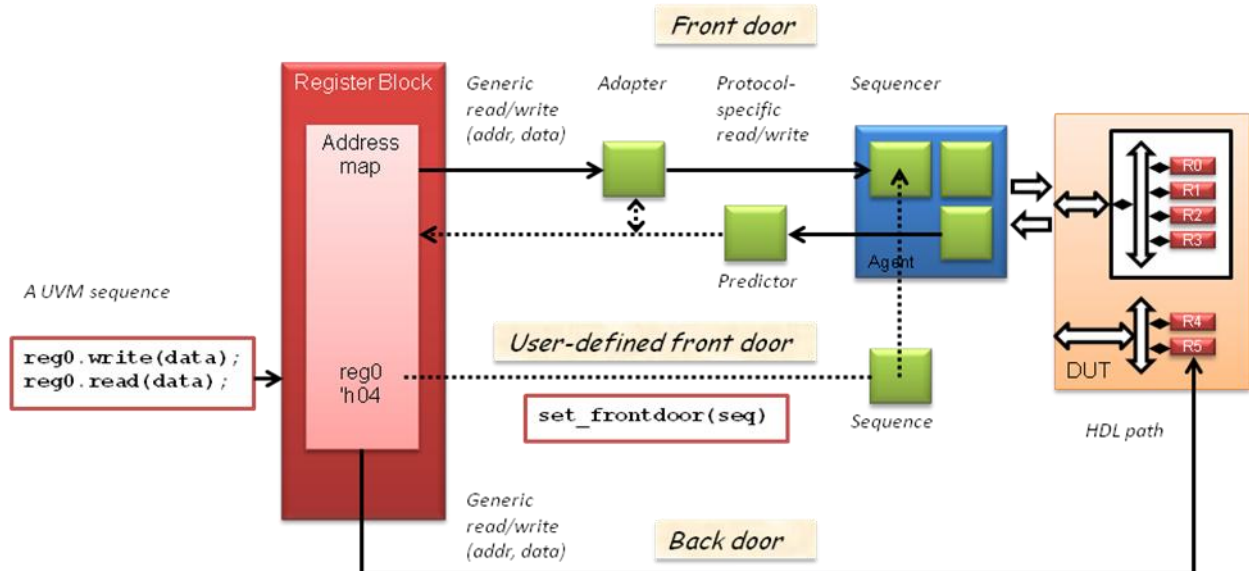 Front door
Register Block
Generic
read/write
(addr, data)
Adapter
Protocol-
specific
read/write
Sequencer
Address
map
R0
R1
R2
R3
Agent
Predictor
A UVM sequence
reg0.write(data);
reg0.read(data);
User-defined front door
reg0
'h04
set_frontdoor(seq)
Sequence
R4
R5
DUT
HDL path
Generic
read/write
(addr, data)
Back door